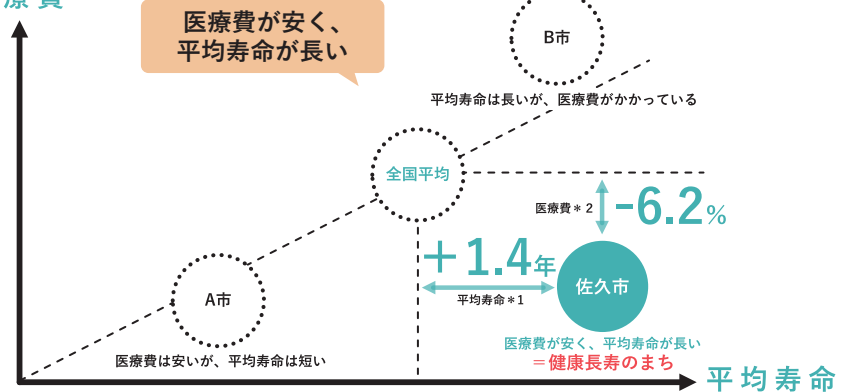 療費
医療費が安く、
平均寿命が長い
B市
平均寿命は長いが、医療費がかかっている
全国平均
医療費＊2
-6.2%
＋1.4年
平均寿命＊1
佐久市
A市
医療費は安いが、平均寿命は短い
医療費が安く、平均寿命が長い
＝健康長寿のまち
平均寿命